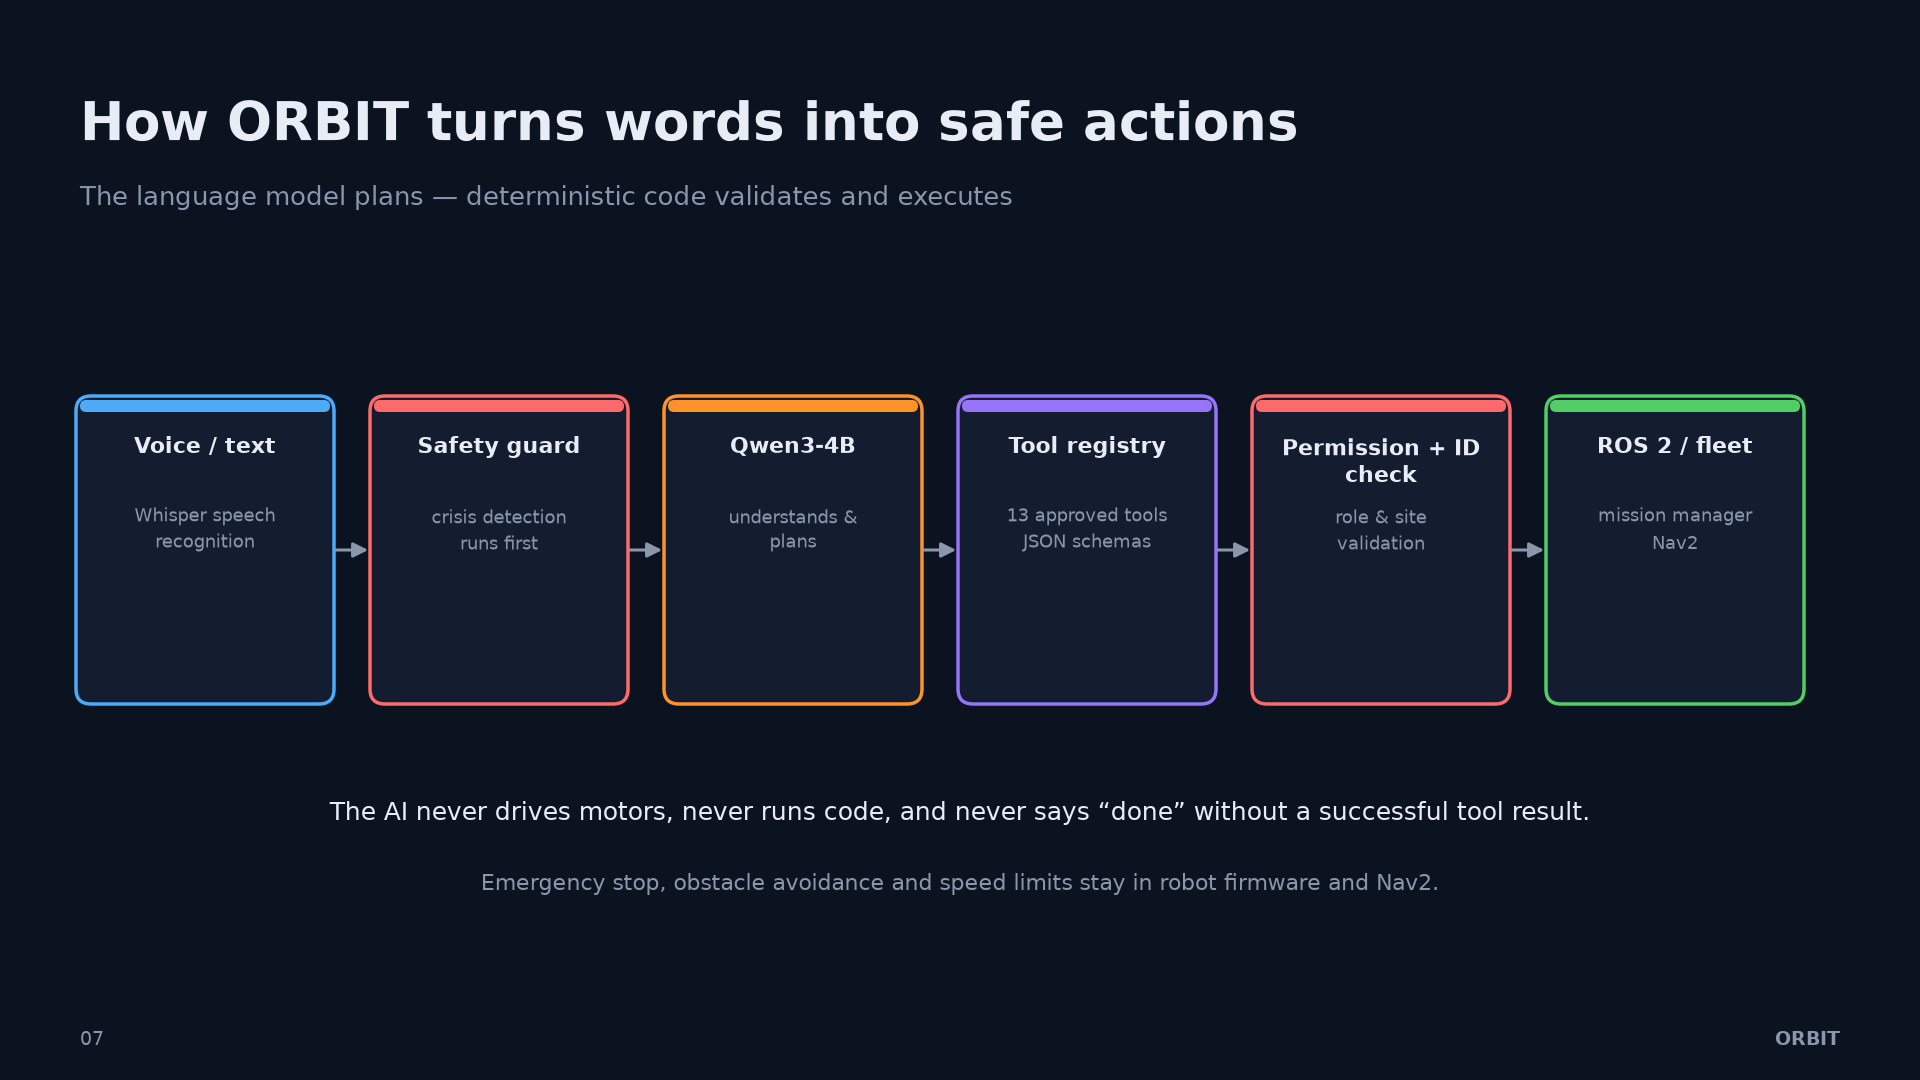 How ORBIT turns words into safe actions
The language model plans — deterministic code validates and executes
Voice / text
Whisper speech
recognition
Safety guard
crisis detection
runs first
Qwen3-4B
understands &
plans
Tool registry
13 approved tools
JSON schemas
Permission + ID
check
role & site
validation
ROS 2 / fleet
mission manager
Nav2
The AI never drives motors, never runs code, and never says “done” without a successful tool result.
Emergency stop, obstacle avoidance and speed limits stay in robot firmware and Nav2.
07
ORBIT